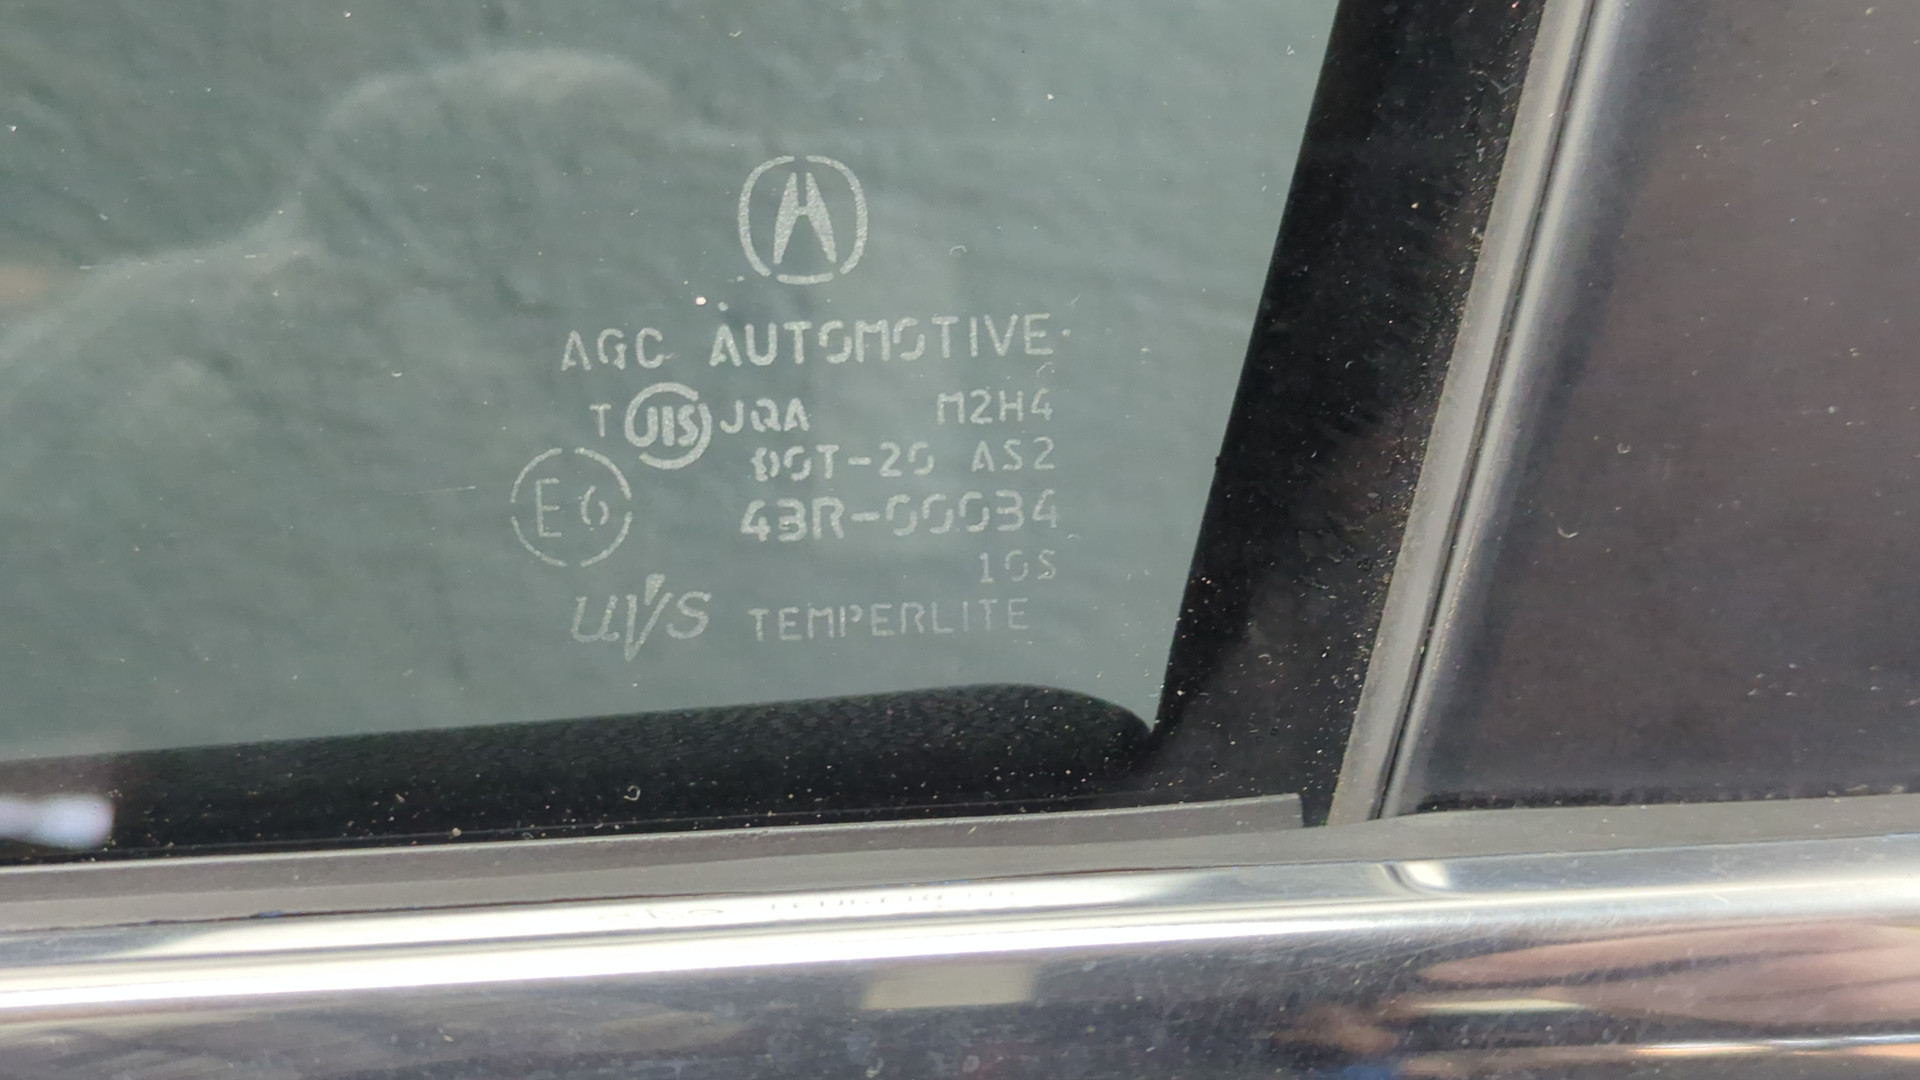 AGC AUTOMOTIVE
T JIS JQA M2H4
DOT-20 AS2
E6 43R-00034
10S
UVS TEMPERLITE